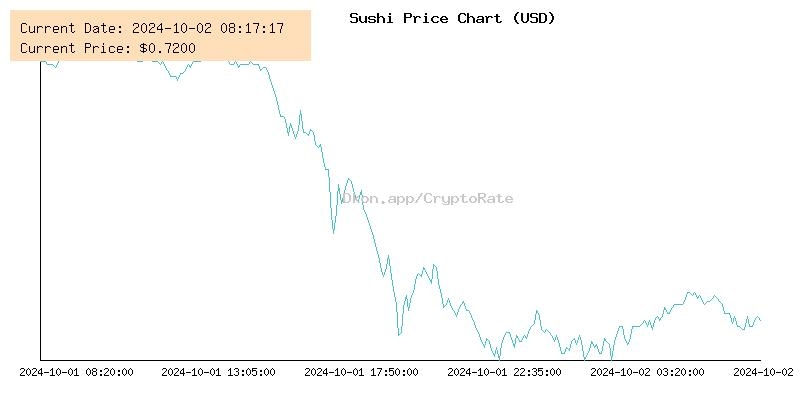 Sushi Price Chart (USD)
Current Date: 2024-10-02 08:17:17
Current Price: $0.7200
Dhon.app/CryptoRate
2024-10-01 08:20:00 2024-10-01 13:05:00 2024-10-01 17:50:00 2024-10-01 22:35:00 2024-10-02 03:20:00 2024-10-02